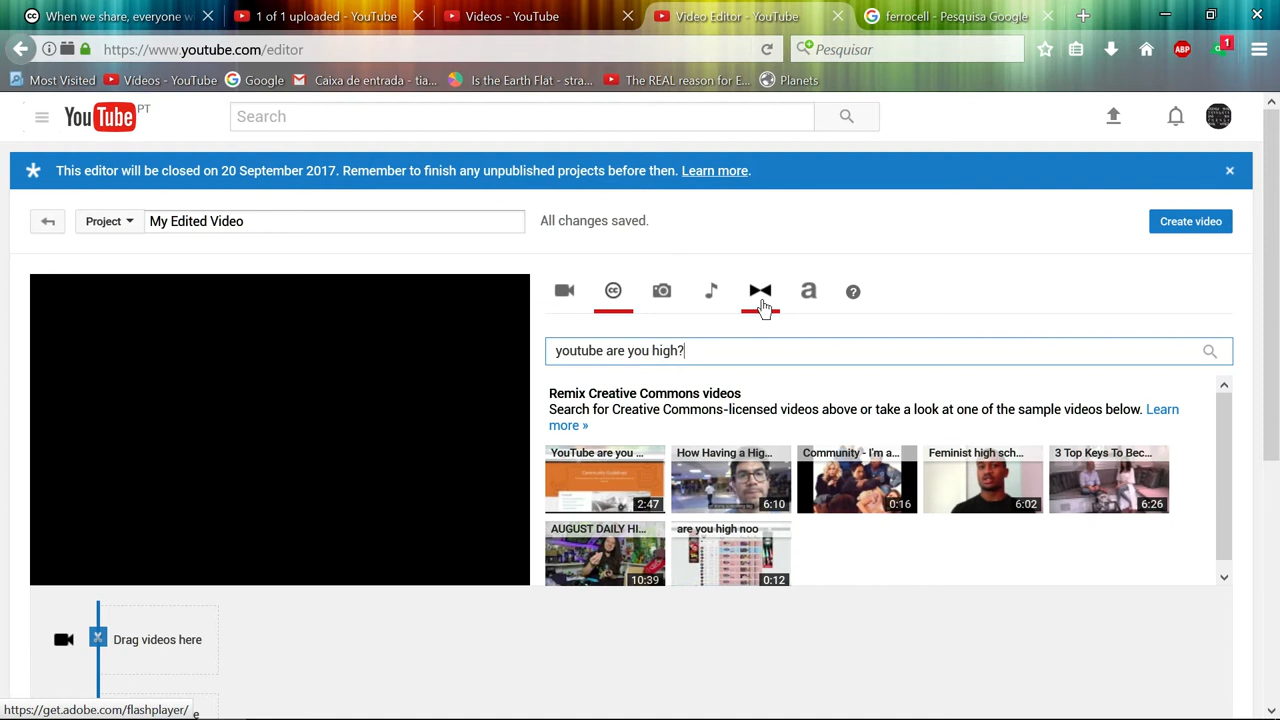 When we share, everyone w
1 of 1 uploaded - YouTube
Videos - YouTube
Video Editor - YouTube
ferrocell - Pesquisa Google
https://www.youtube.com/editor
Pesquisar
ABP
1
Most Visited
Vídeos - YouTube
Google
Caixa de entrada - tia...
Is the Earth Flat - stra...
The REAL reason for E...
Planets
YouTube PT
Search
This editor will be closed on 20 September 2017. Remember to finish any unpublished projects before then. Learn more.
Project
My Edited Video
All changes saved.
Create video
cc
a
?
youtube are you high?
Remix Creative Commons videos
Search for Creative Commons-licensed videos above or take a look at one of the sample videos below. Learn
more »
YouTube are you ...
2:47
How Having a Hig...
6:10
Community - I'm a...
0:16
Feminist high sch...
6:02
3 Top Keys To Bec...
6:26
AUGUST DAILY HI...
10:39
are you high noo
0:12
Drag videos here
https://get.adobe.com/flashplayer/